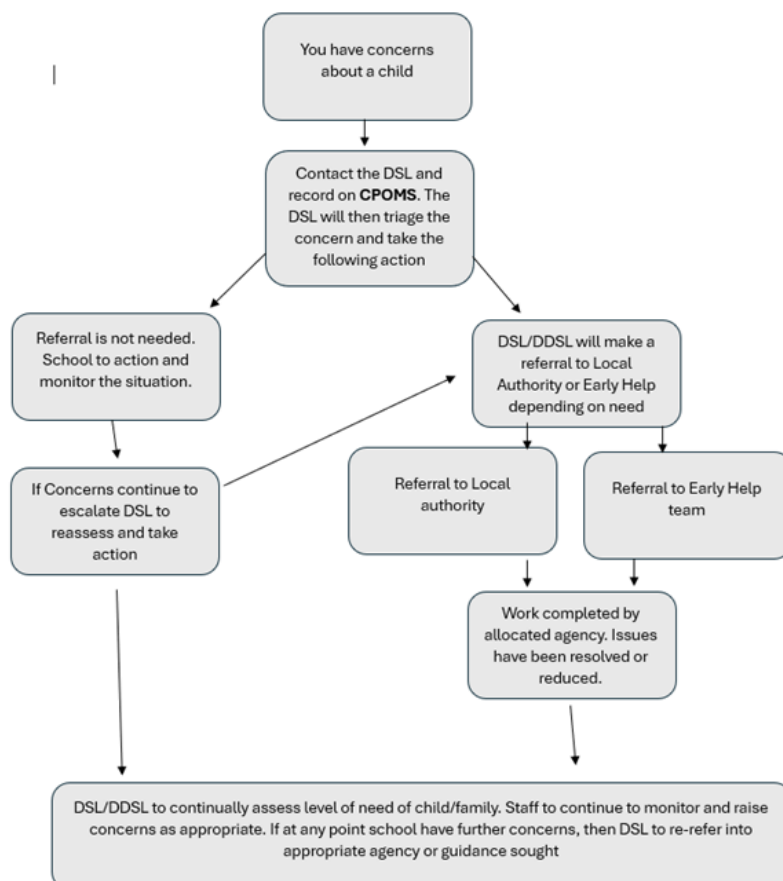 You have concerns
about a child
Contact the DSL and
record on CPOMS. The
DSL will then triage the
concern and take the
following action
Referral is not needed.
School to action and
monitor the situation.
DSL/DDSL will make a
referral to Local
Authority or Early Help
depending on need
If Concerns continue to
escalate DSL to
reassess and take
action
Referral to Local
authority
Referral to Early Help
team
Work completed by
allocated agency. Issues
have been resolved or
reduced.
DSL/DDSL to continually assess level of need of child/family. Staff to continue to monitor and raise
concerns as appropriate. If at any point school have further concerns, then DSL to re-refer into
appropriate agency or guidance sought